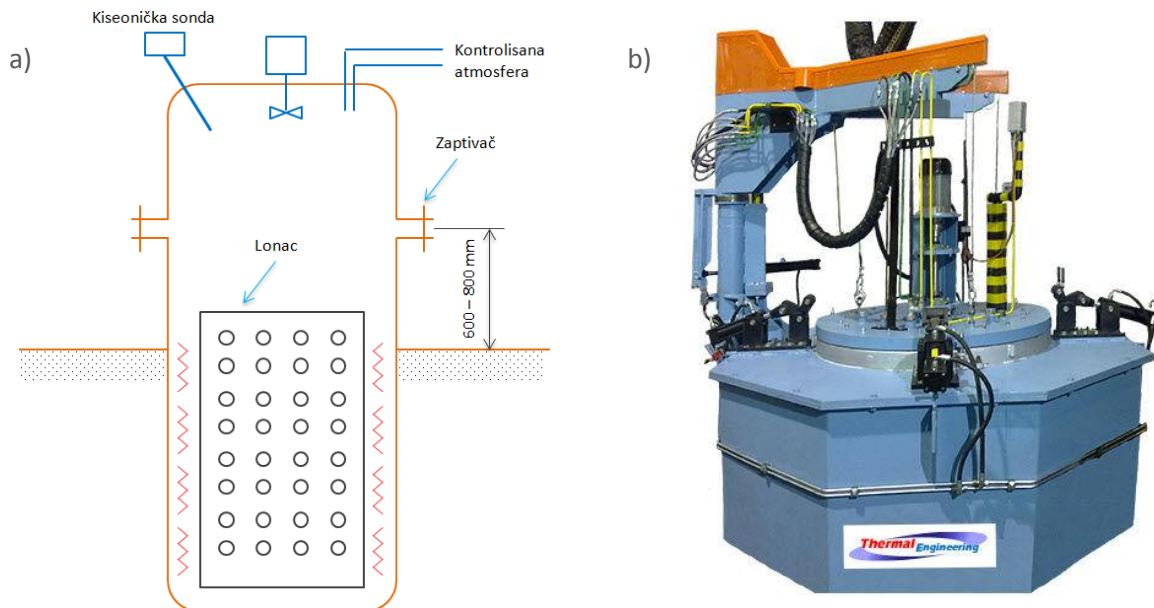 a)
Kiseonička sonda
Kontrolisana
atmosfera
Zaptivač
Lonac
600 – 800 mm
b)
Thermal Engineering